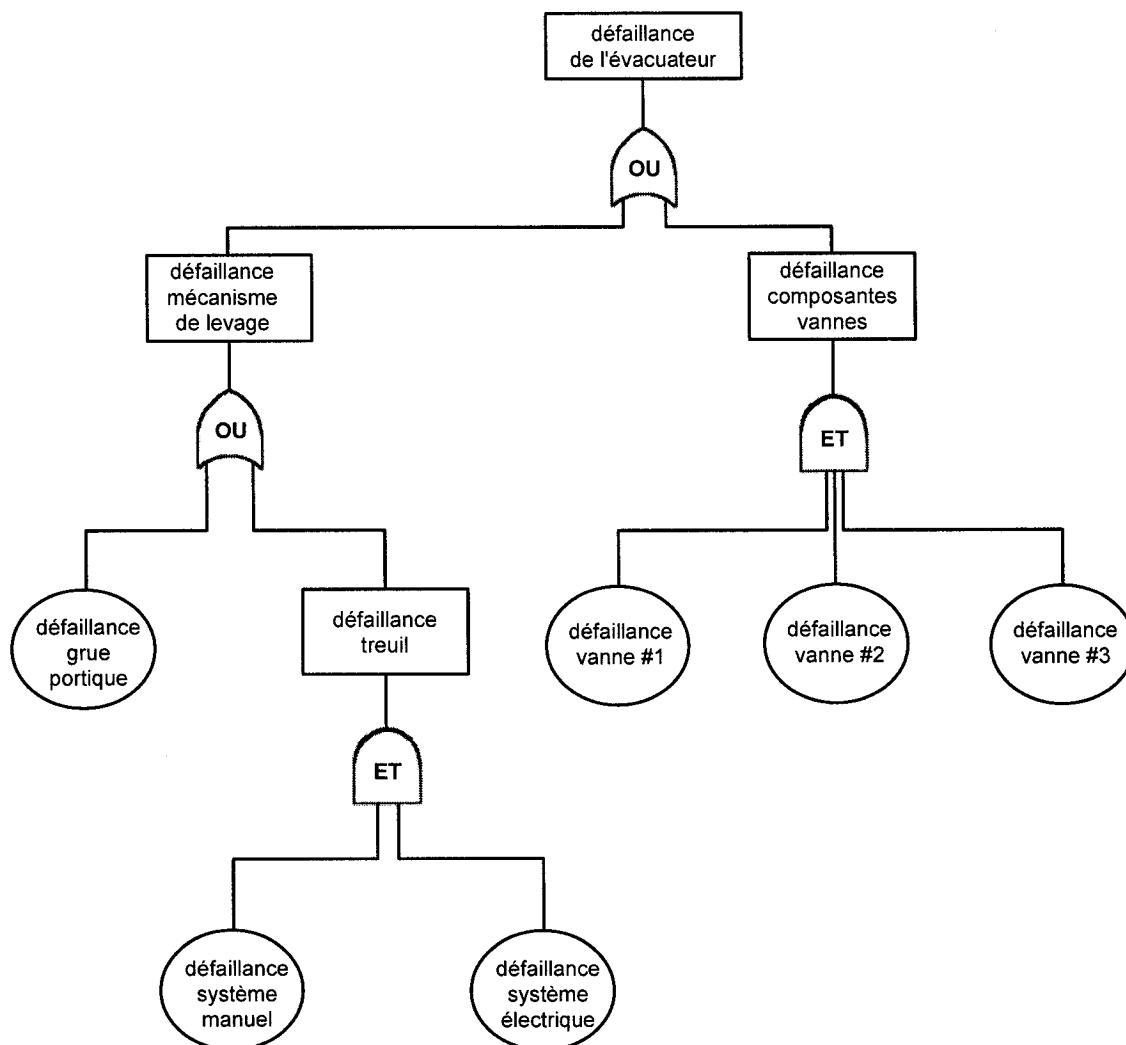 défaillance
de l'évacuateur
OU
défaillance
mécanisme
de levage
défaillance
composantes
vannes
OU
ET
défaillance
grue
portique
défaillance
treuil
défaillance
vanne #1
défaillance
vanne #2
défaillance
vanne #3
ET
défaillance
système
manuel
défaillance
système
électrique